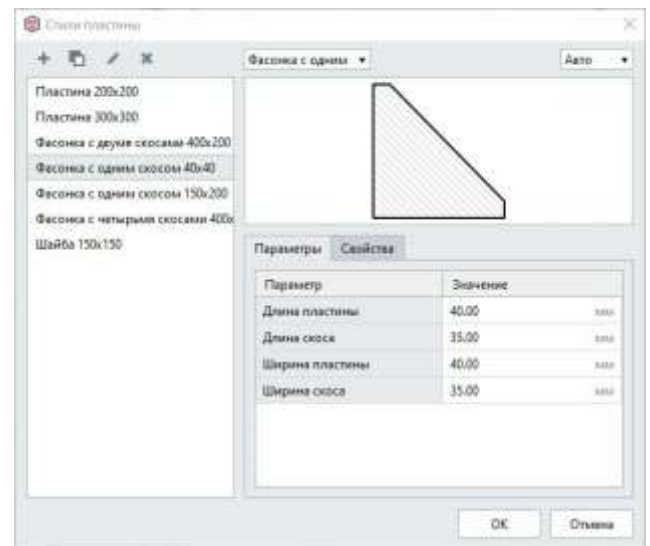 Стили пластины
Фасонка с одним
Авто
Пластина 200x200
Пластина 300x300
Фасонка с двумя скосами 400x200
Фасонка с одним скосом 40x40
Фасонка с одним скосом 150x200
Фасонка с четырьмя скосами 400x
Шайба 150x150
Параметры Свойства
Параметр Значение
Длина пластины 40.00 мм
Длина скоса 35.00 мм
Ширина пластины 40.00 мм
Ширина скоса 35.00 мм
OK Отмена